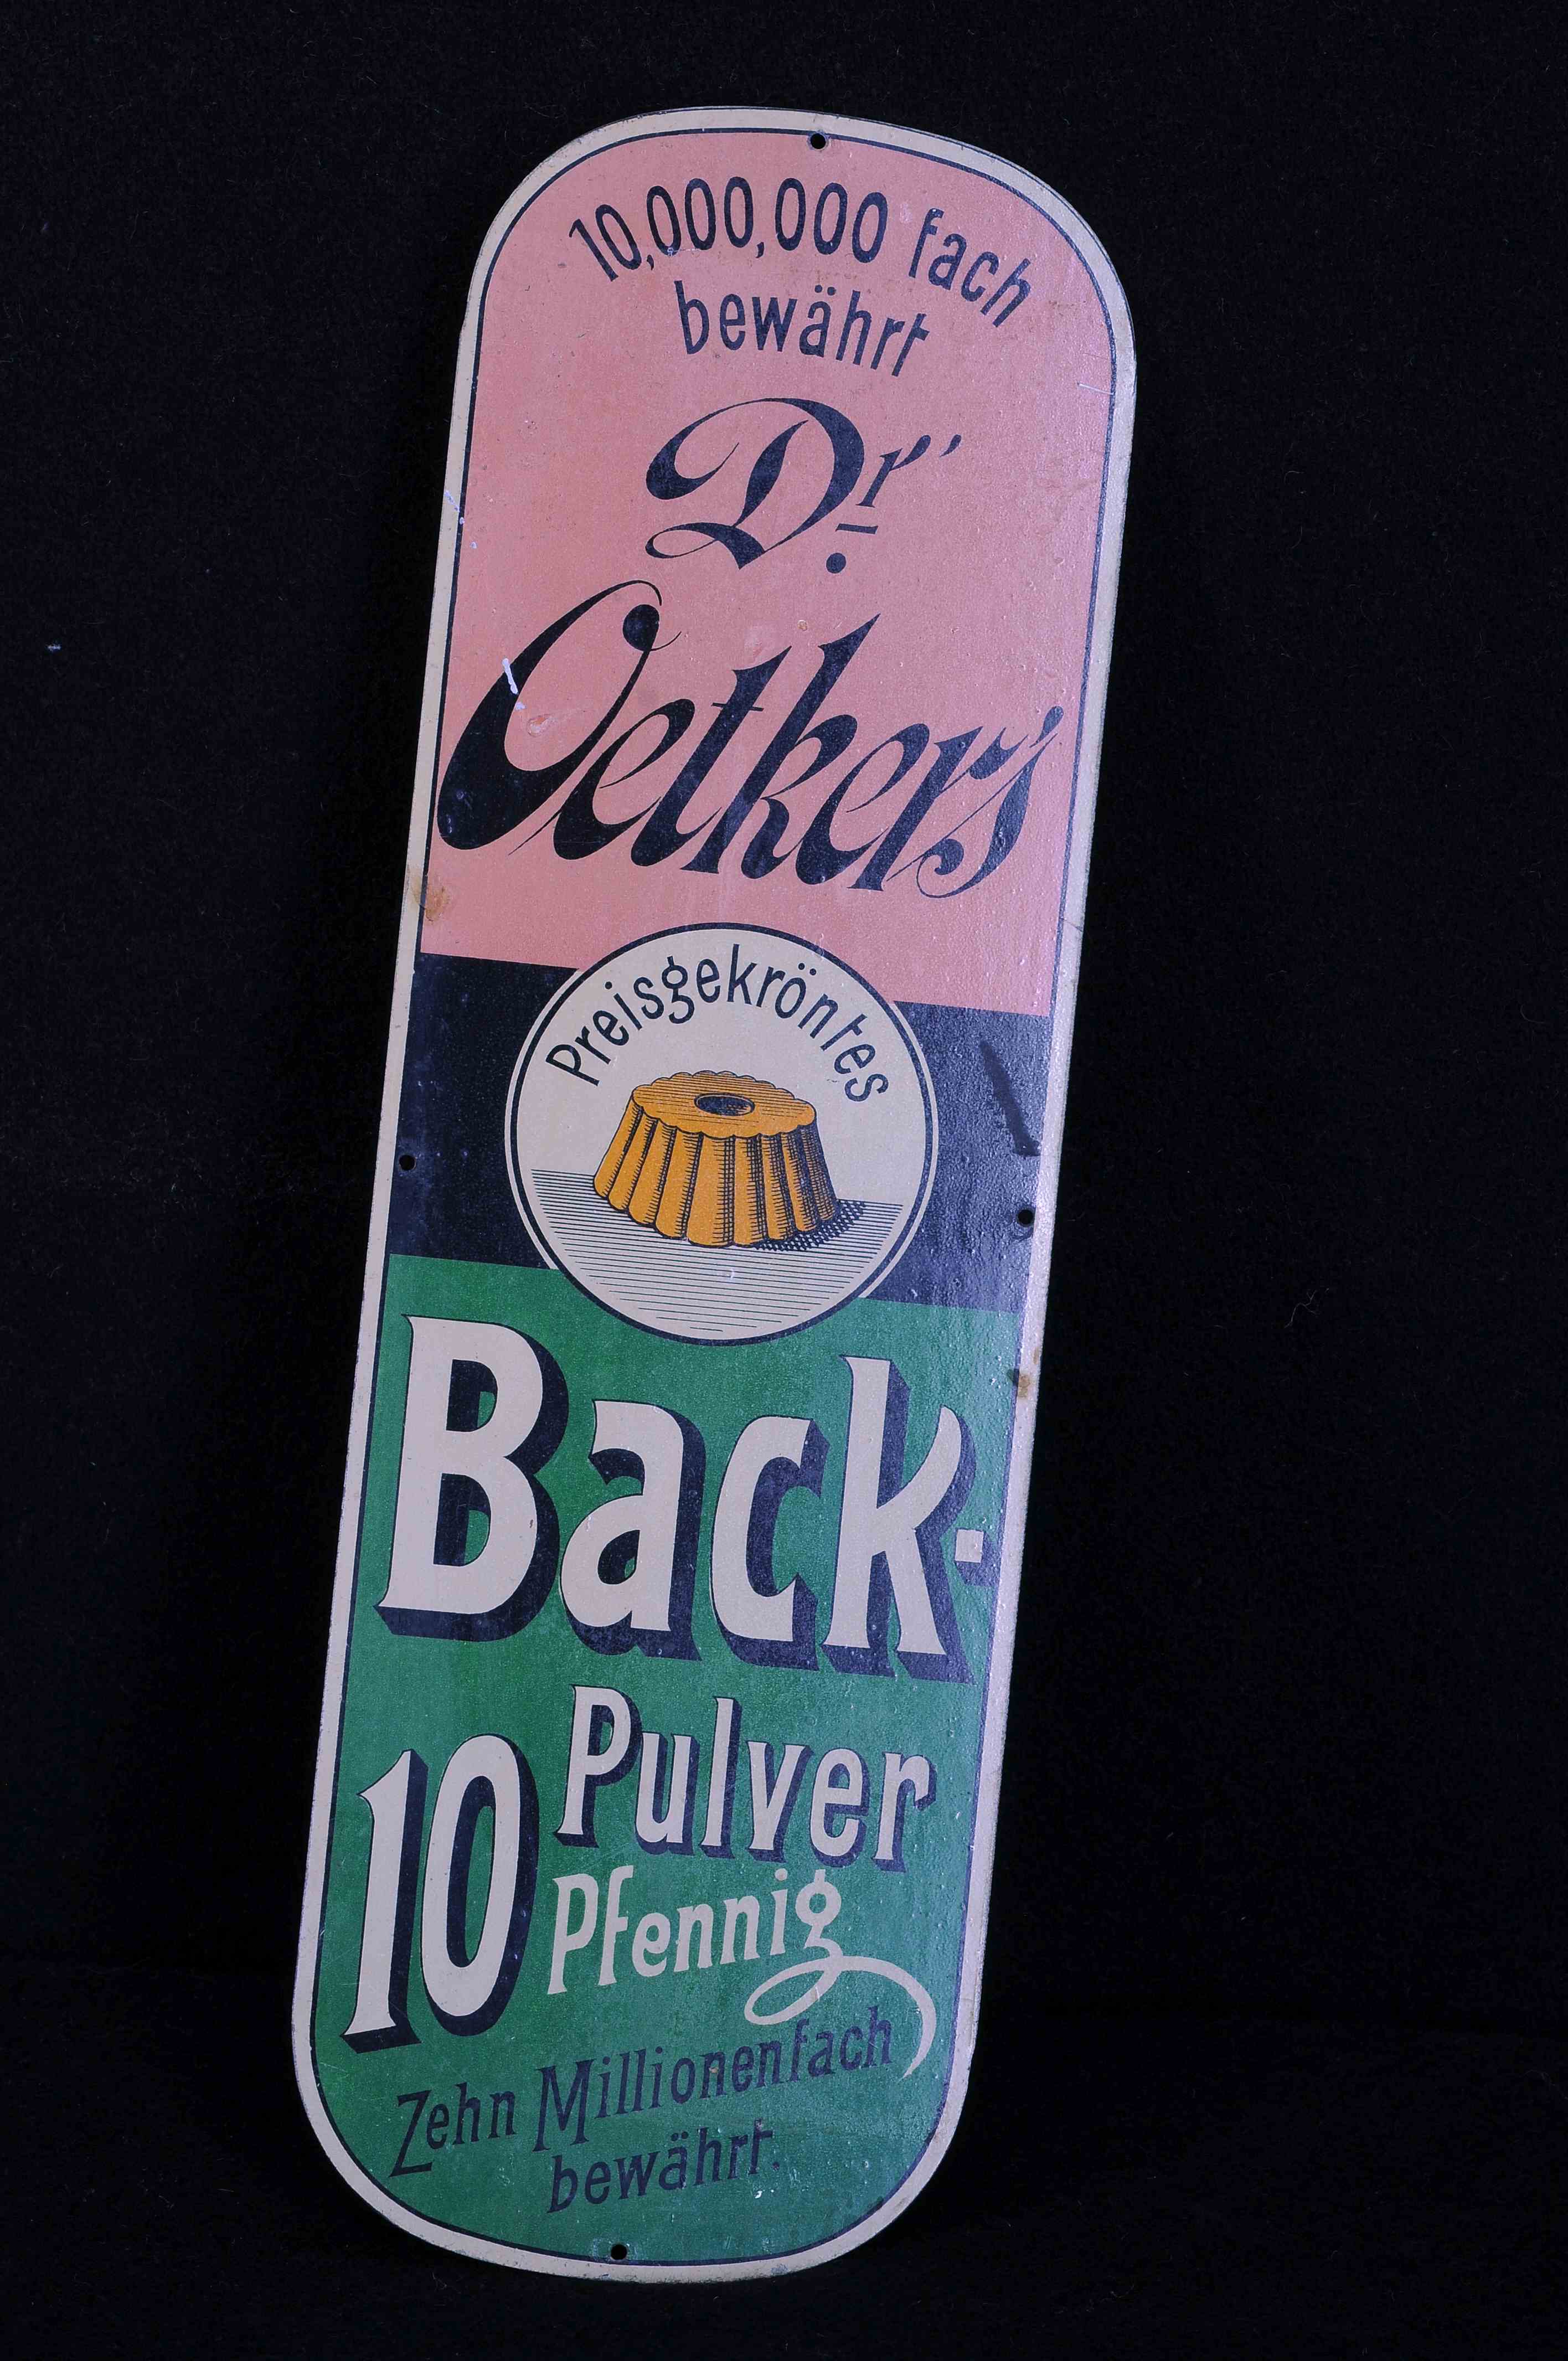 10,000,000 fach
bewährt
Dr.'
Oetker's
Preisgekröntes
Back-
Pulver
10 Pfennig
Zehn Millionenfach
bewährt.